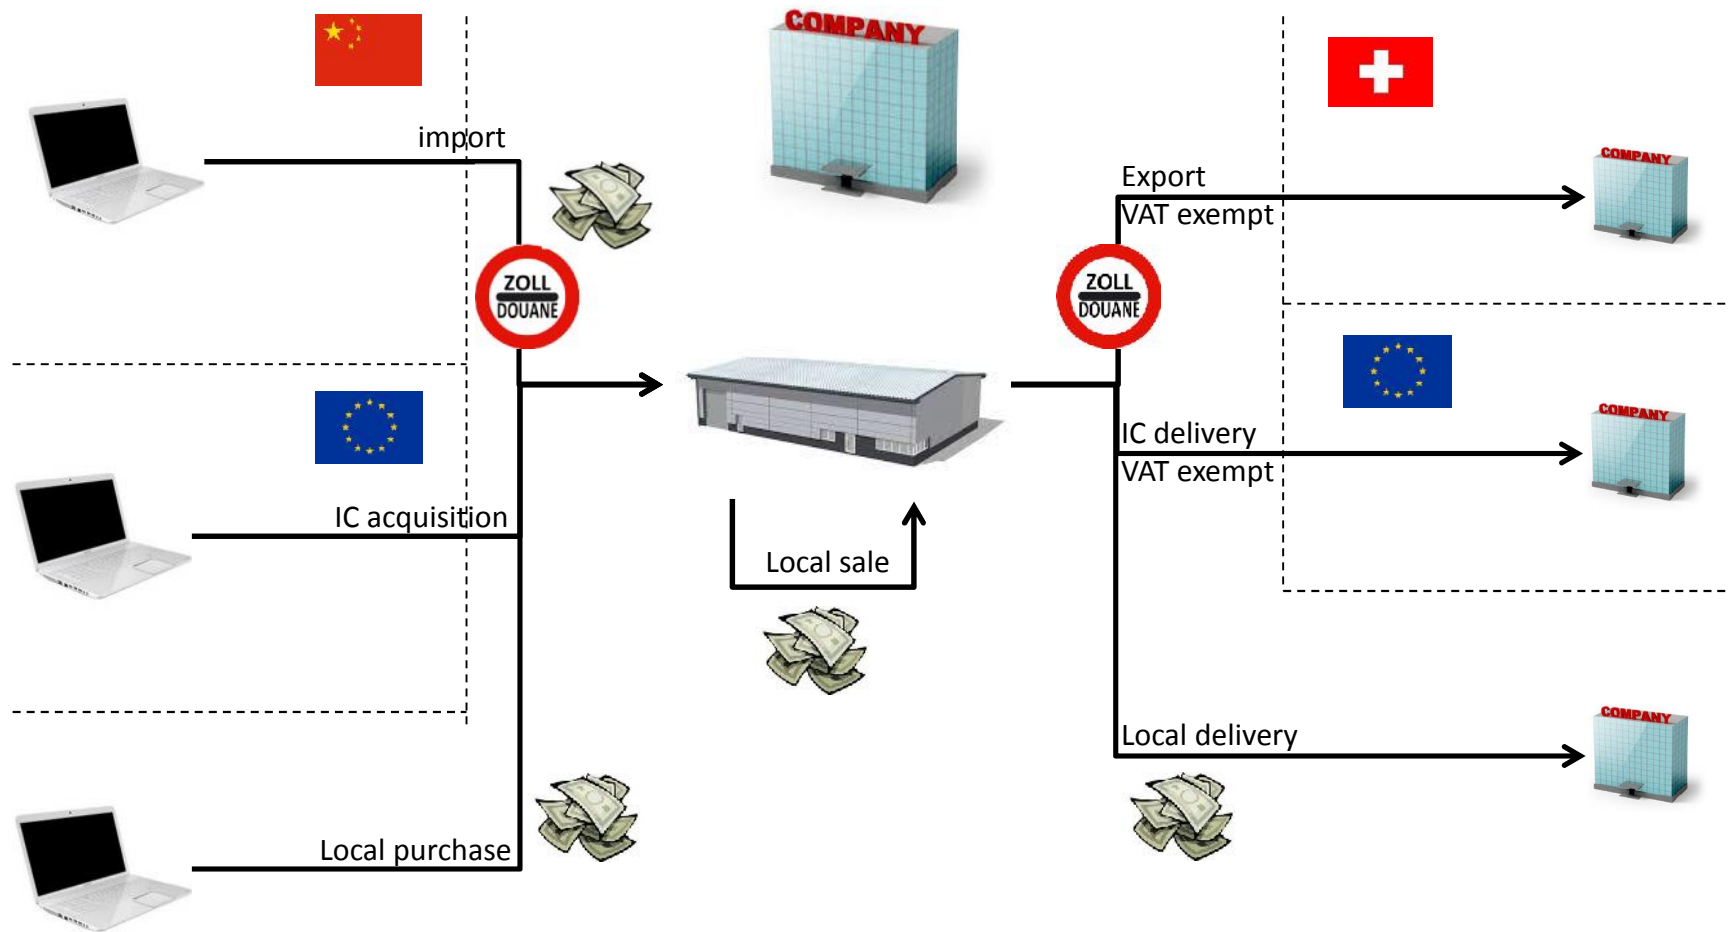 COMPANY
import
Export
VAT exempt
COMPANY
ZOLL
DOUANE
ZOLL
DOUANE
IC delivery
VAT exempt
COMPANY
IC acquisition
Local sale
Local delivery
COMPANY
Local purchase